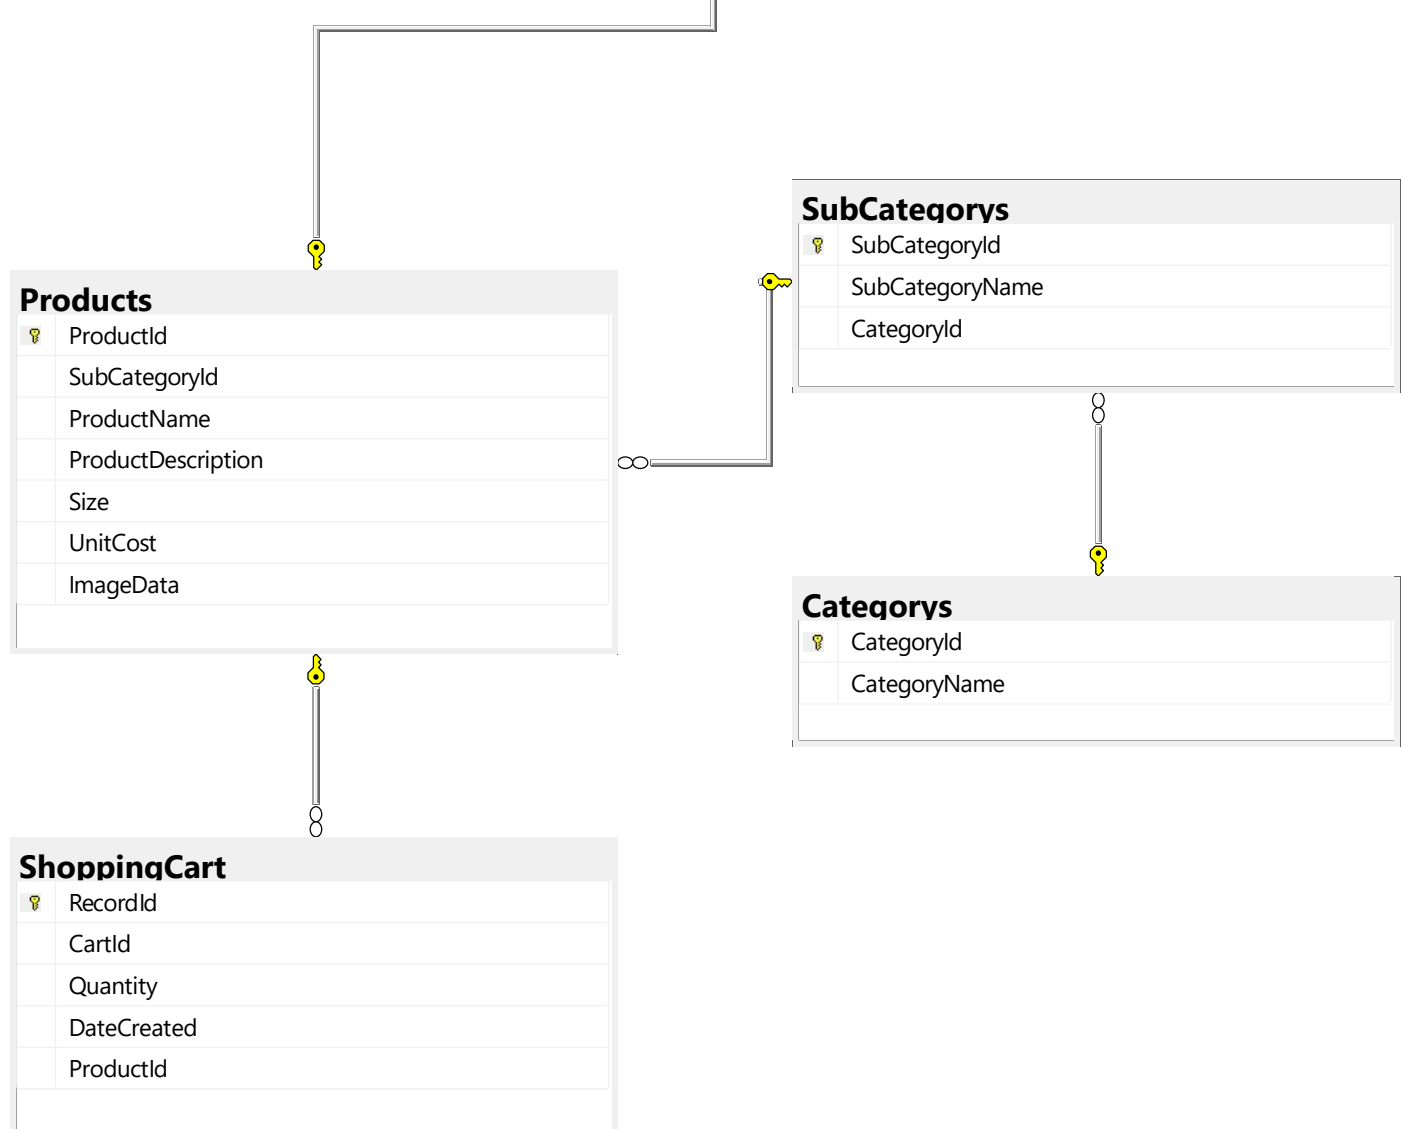 Products
ProductId
SubCategoryId
ProductName
ProductDescription
Size
UnitCost
ImageData
SubCategorys
SubCategoryId
SubCategoryName
CategoryId
Categorys
CategoryId
CategoryName
ShoppingCart
RecordId
CartId
Quantity
DateCreated
ProductId